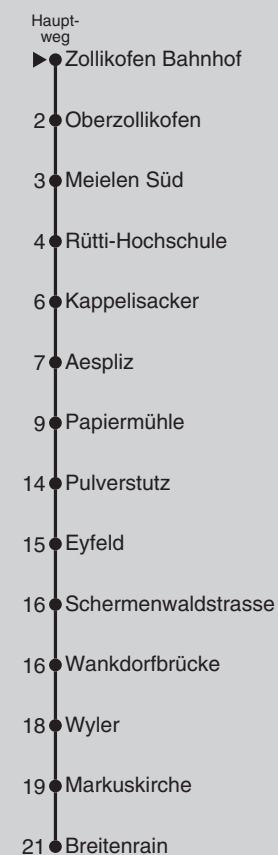 Haupt-
weg
Zollikofen Bahnhof
2 Oberzollikofen
3 Meielen Süd
4 Rütti-Hochschule
6 Kappelisacker
7 Aespliz
9 Papiermühle
14 Pulverstutz
15 Eyfeld
16 Schermenwaldstrasse
16 Wankdorfbrücke
18 Wyler
19 Markuskirche
21 Breitenrain